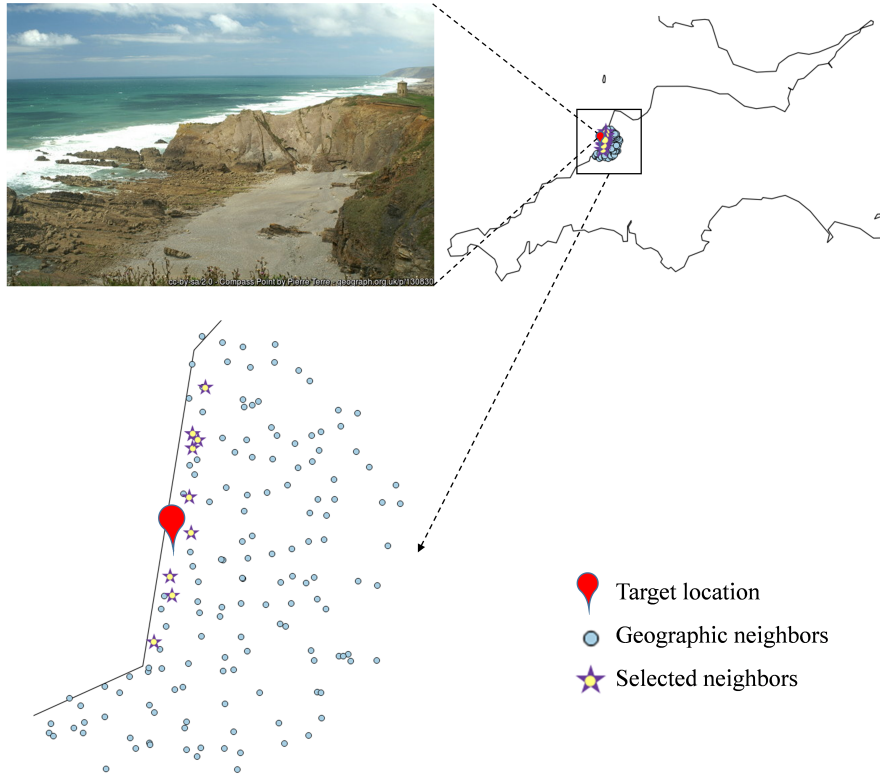 cc-by-sa/2.0 - Compass Point by Pierre Terre - geograph.org.uk/p/130830
Target location
Geographic neighbors
Selected neighbors